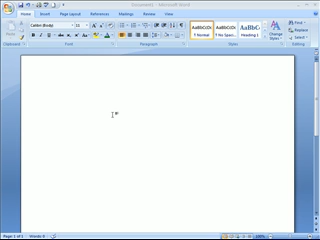 Document1 - Microsoft Word
Home Insert Page Layout References Mailings Review View
Calibri (Body) 11
AaBbCcDc AaBbCcDc AaBbC
¶ Normal ¶ No Spaci... Heading 1
Change
Styles
Find
Replace
Select
Paste
Clipboard Font Paragraph Styles Editing
Page: 1 of 1 Words: 0 100%